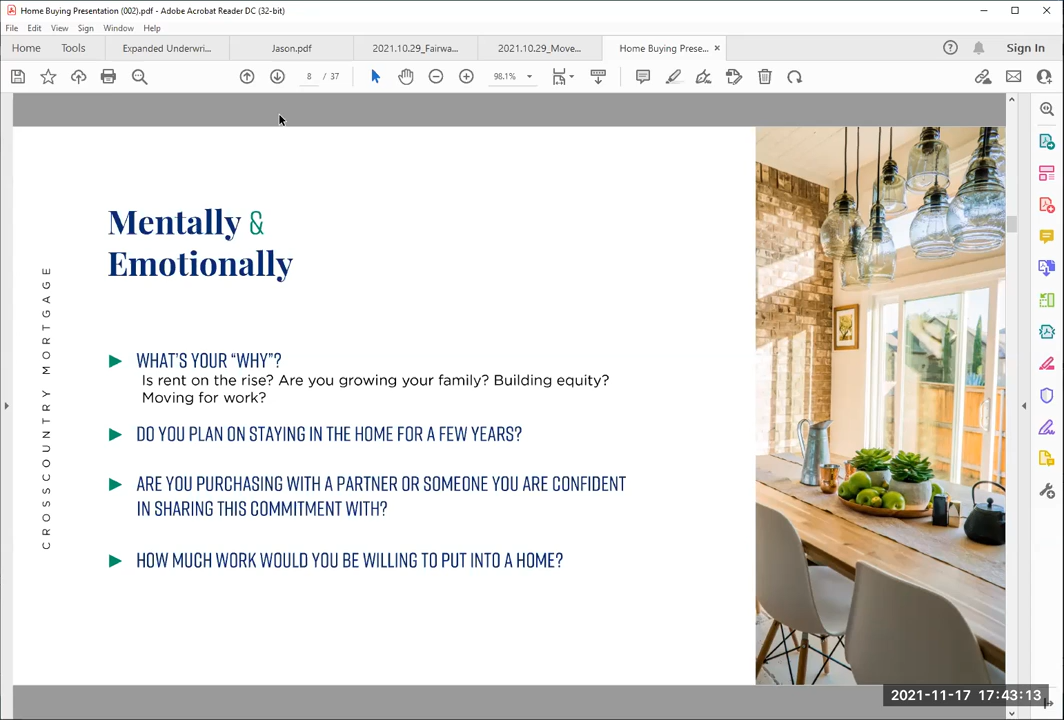 Home Buying Presentation (002).pdf - Adobe Acrobat Reader DC (32-bit)
File Edit View Sign Window Help
Home Tools Expanded Underwri... Jason.pdf 2021.10.29_Fairwa... 2021.10.29_Move... Home Buying Prese... × Sign In
8 / 37 98.1%
Mentally &
Emotionally
CROSSCOUNTRY MORTGAGE
WHAT'S YOUR “WHY”?
Is rent on the rise? Are you growing your family? Building equity?
Moving for work?
DO YOU PLAN ON STAYING IN THE HOME FOR A FEW YEARS?
ARE YOU PURCHASING WITH A PARTNER OR SOMEONE YOU ARE CONFIDENT
IN SHARING THIS COMMITMENT WITH?
HOW MUCH WORK WOULD YOU BE WILLING TO PUT INTO A HOME?
2021-11-17 17:43:13